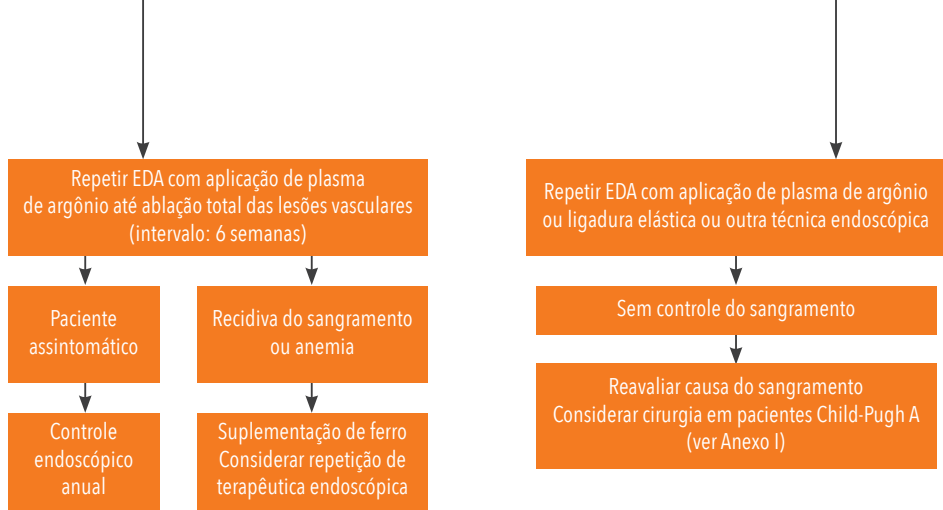 Repetir EDA com aplicação de plasma
de argônio até ablação total das lesões vasculares
(intervalo: 6 semanas)
Repetir EDA com aplicação de plasma de argônio
ou ligadura elástica ou outra técnica endoscópica
Paciente
assintomático
Recidiva do sangramento
ou anemia
Sem controle do sangramento
Controle
endoscópico
anual
Suplementação de ferro
Considerar repetição de
terapêutica endoscópica
Reavaliar causa do sangramento
Considerar cirurgia em pacientes Child-Pugh A
(ver Anexo I)